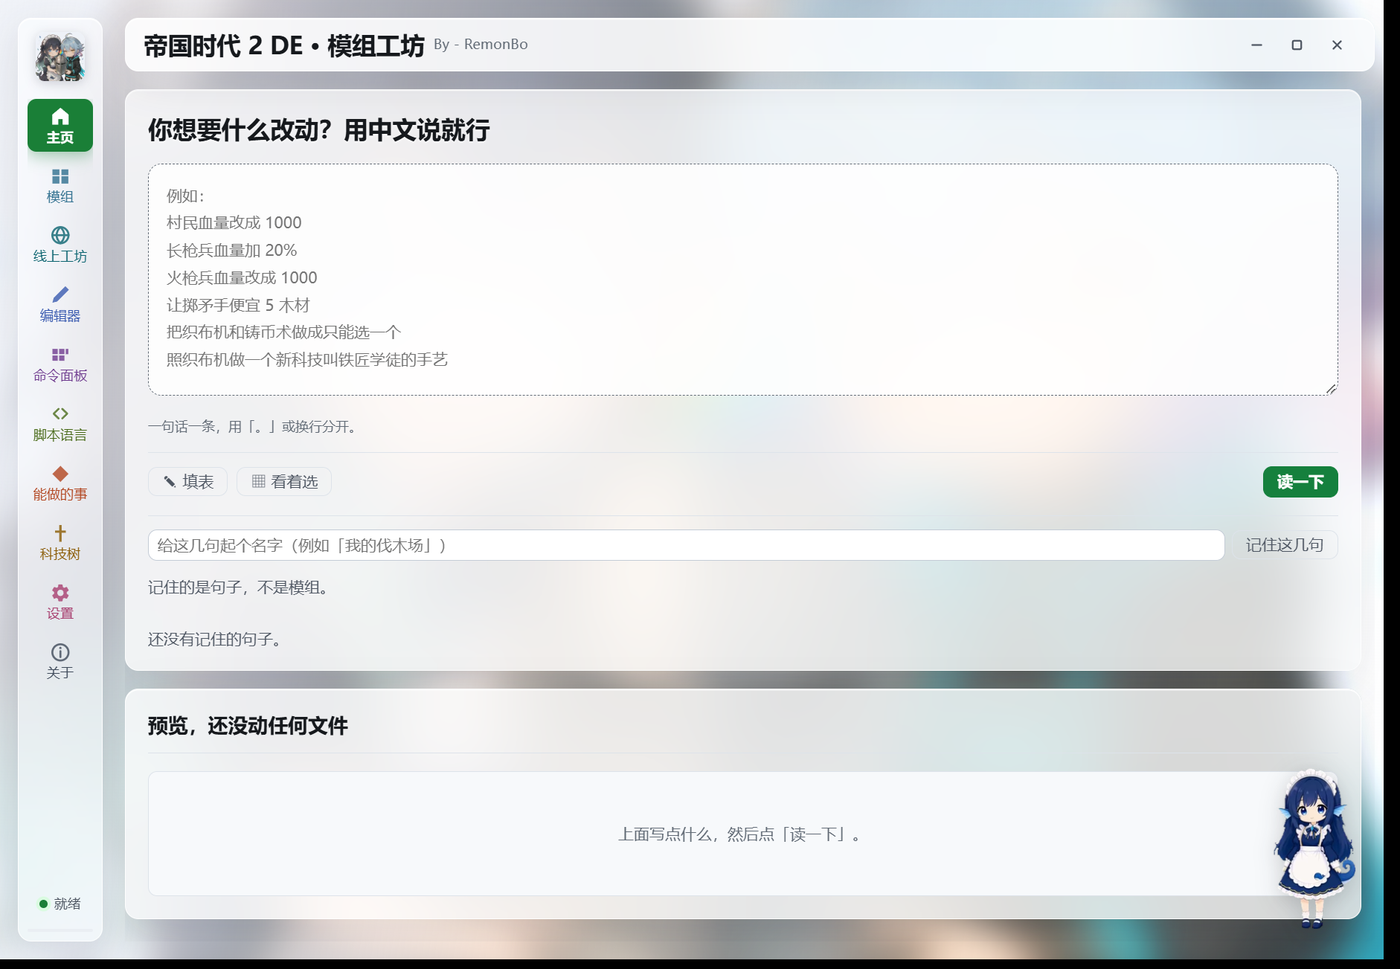 帝国时代 2 DE • 模组工坊 By - RemonBo
主页
模组
线上工坊
编辑器
命令面板
脚本语言
能做的事
科技树
设置
关于
就绪
你想要什么改动？用中文说就行
例如：
村民血量改成 1000
长枪兵血量加 20%
火枪兵血量改成 1000
让掷矛手便宜 5 木材
把织布机和铸币术做成只能选一个
照织布机做一个新科技叫铁匠学徒的手艺
一句话一条，用「。」或换行分开。
填表 看着选 读一下
给这几句起个名字（例如「我的伐木场」） 记住这几句
记住的是句子，不是模组。
还没有记住的句子。
预览，还没动任何文件
上面写点什么，然后点「读一下」。